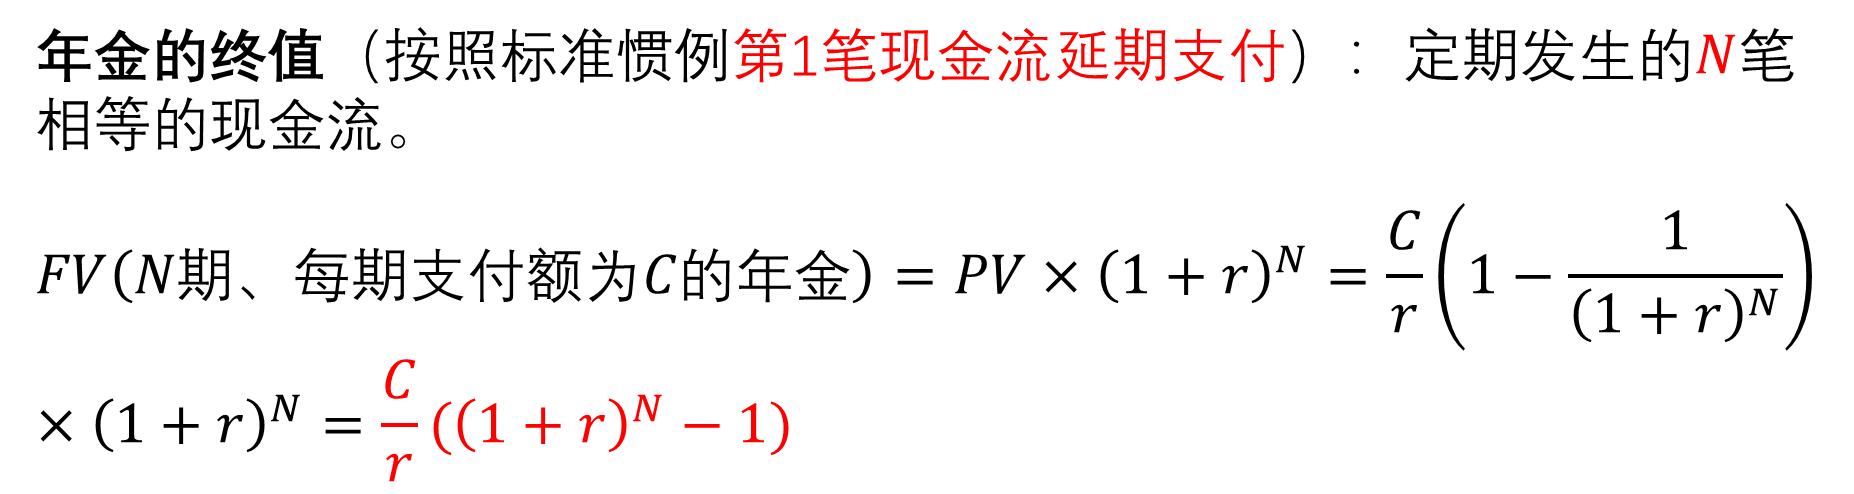 年金的终值（按照标准惯例第1笔现金流延期支付）：定期发生的N笔
相等的现金流。
FV(N期、每期支付额为C的年金) = PV × (1 + r)^N = C/r (1 − 1/(1 + r)^N)
× (1 + r)^N = C/r ((1 + r)^N − 1)